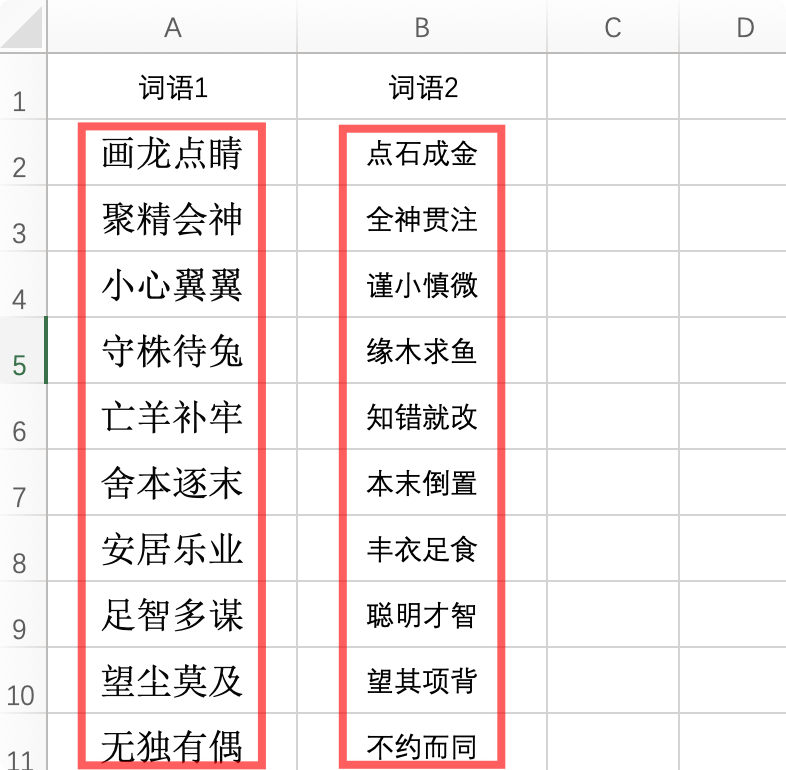 A B C D
1 词语1 词语2
2 画龙点睛 点石成金
3 聚精会神 全神贯注
4 小心翼翼 谨小慎微
5 守株待兔 缘木求鱼
6 亡羊补牢 知错就改
7 舍本逐末 本末倒置
8 安居乐业 丰衣足食
9 足智多谋 聪明才智
10 望尘莫及 望其项背
11 无独有偶 不约而同